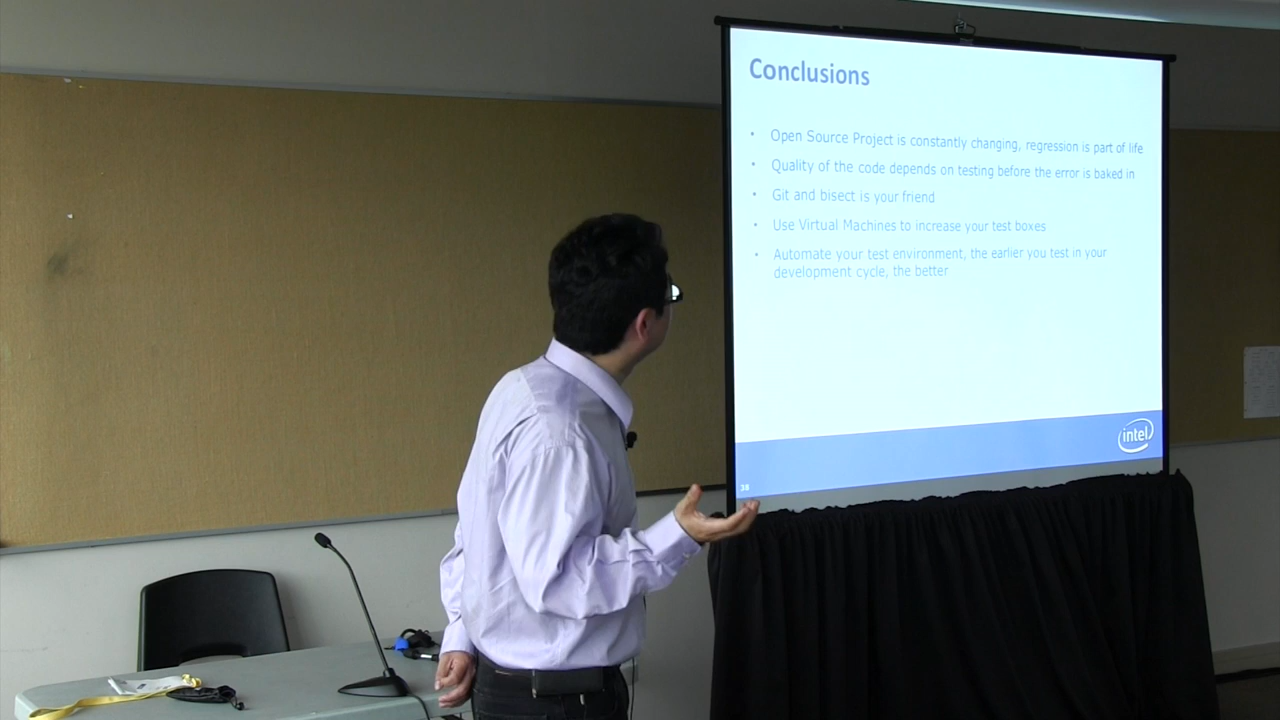 Conclusions
• Open Source Project is constantly changing, regression is part of life
• Quality of the code depends on testing before the error is baked in
• Git and bisect is your friend
• Use Virtual Machines to increase your test boxes
• Automate your test environment, the earlier you test in your
development cycle, the better
intel
38